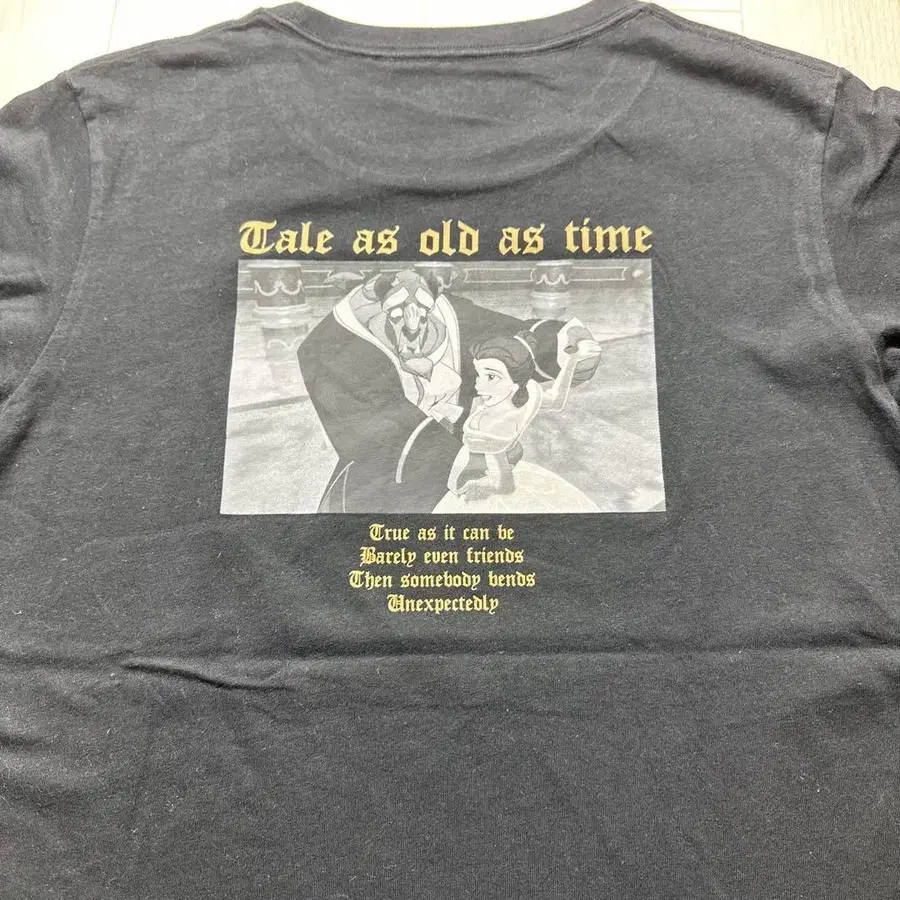 Tale as old as time
True as it can be
Barely even friends
Then somebody bends
Unexpectedly